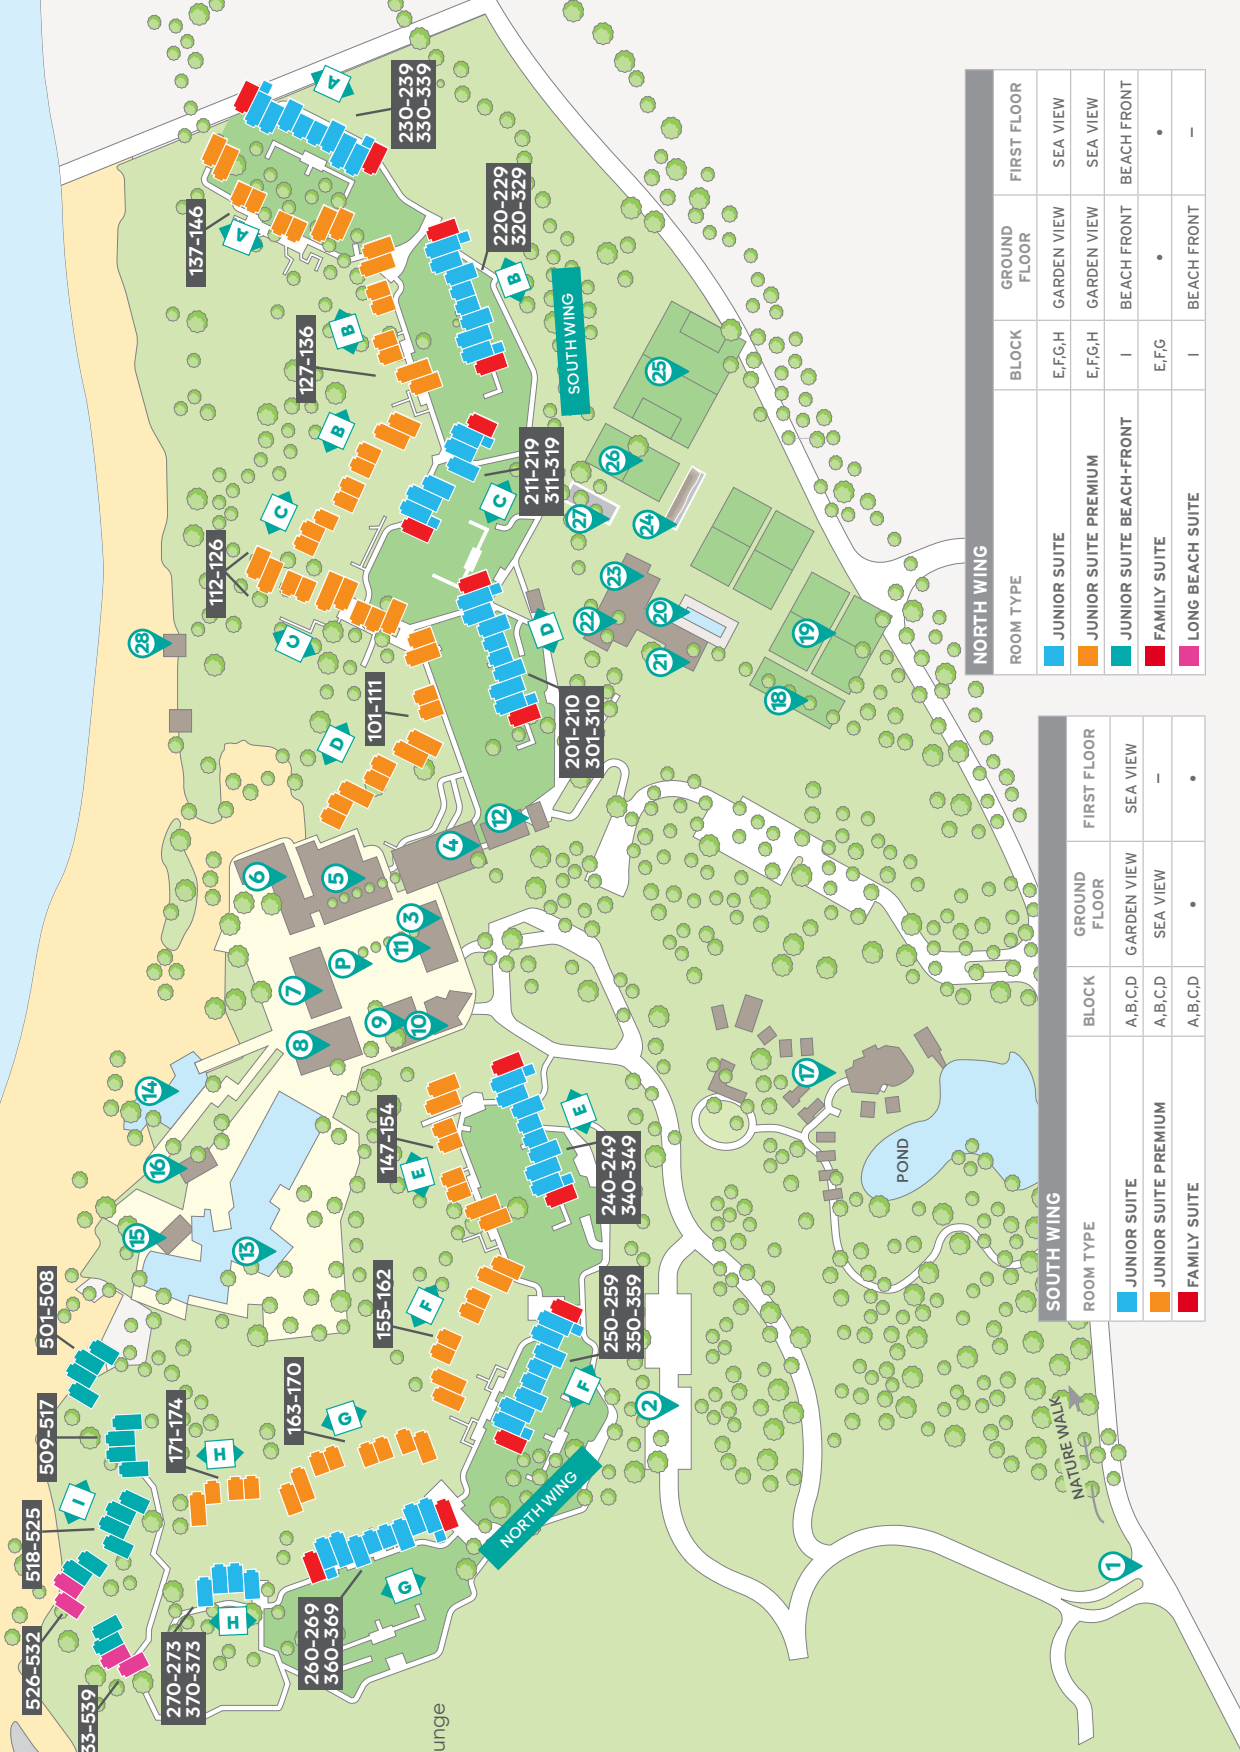 501–508
509–517
518–525
526–532
33–539
I
H
H
171–174
270–273
370–373
163–170
G
G
260–269
360–369
155–162
F
F
250–259
350–359
NORTH WING
147–154
E
E
240–249
340–349
101–111
D
D
201–210
301–310
112–126
C
C
C
211–219
311–319
127–136
B
B
B
220–229
320–329
137–146
A
A
230–239
330–339
SOUTH WING
1
2
3
4
5
6
7
8
9
10
11
12
13
14
15
16
17
18
19
20
21
22
23
24
25
26
27
28
P
POND
NATURE WALK
unge
SOUTH WING
ROOM TYPE BLOCK GROUND FLOOR FIRST FLOOR
JUNIOR SUITE A,B,C,D GARDEN VIEW SEA VIEW
JUNIOR SUITE PREMIUM A,B,C,D SEA VIEW –
FAMILY SUITE A,B,C,D • •
NORTH WING
ROOM TYPE BLOCK GROUND FLOOR FIRST FLOOR
JUNIOR SUITE E,F,G,H GARDEN VIEW SEA VIEW
JUNIOR SUITE PREMIUM E,F,G,H GARDEN VIEW SEA VIEW
JUNIOR SUITE BEACH-FRONT I BEACH FRONT BEACH FRONT
FAMILY SUITE E,F,G • •
LONG BEACH SUITE I BEACH FRONT –